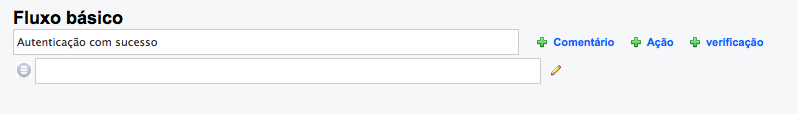 Fluxo básico
Autenticação com sucesso Comentário Ação verificação